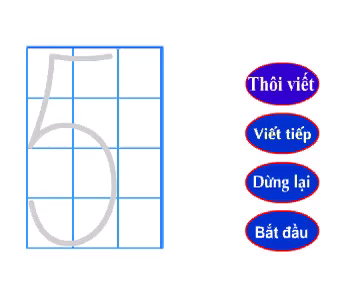 5
Thôi viết
Viết tiếp
Dừng lại
Bắt đầu